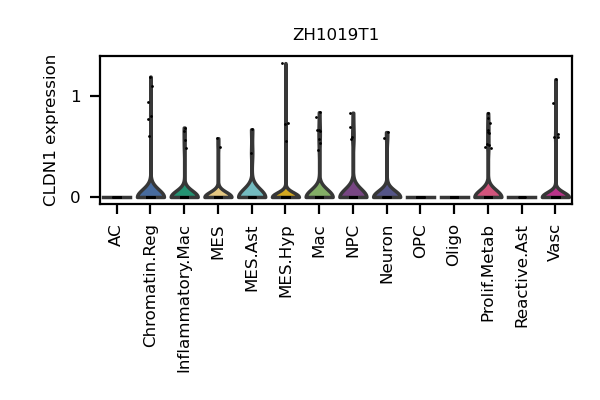 ZH1019T1
CLDN1 expression
1
0
AC
Chromatin.Reg
Inflammatory.Mac
MES
MES.Ast
MES.Hyp
Mac
NPC
Neuron
OPC
Oligo
Prolif.Metab
Reactive.Ast
Vasc